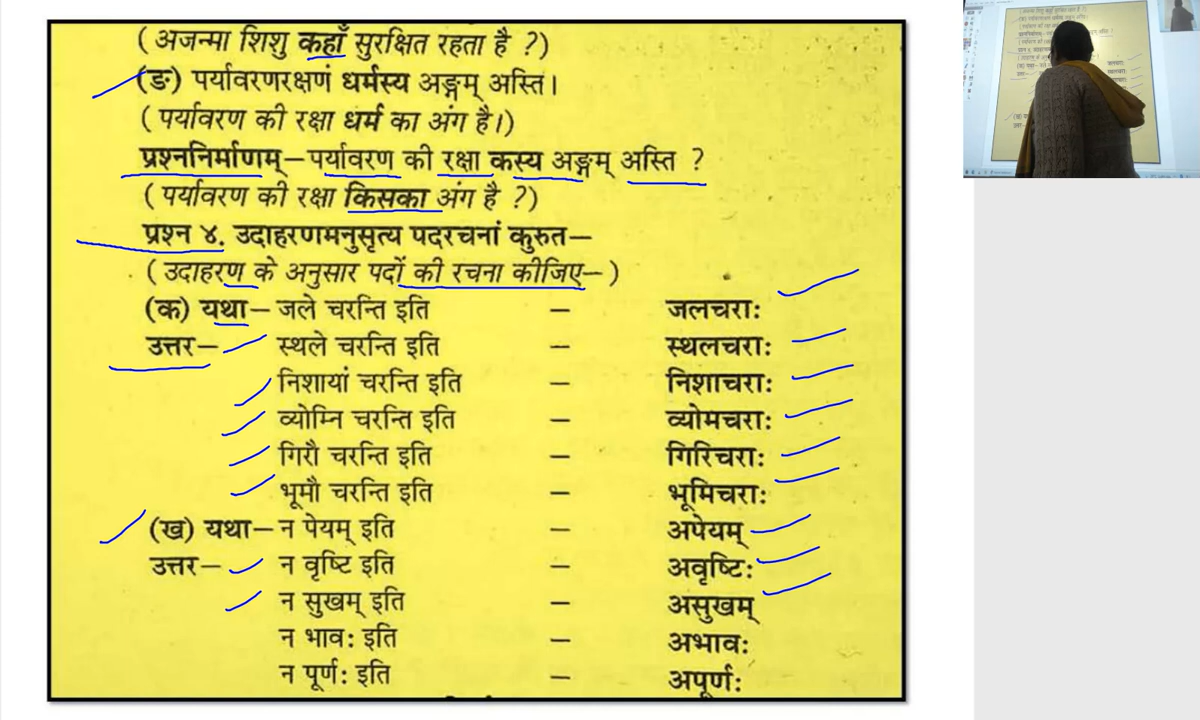 ( अजन्मा शिशु कहाँ सुरक्षित रहता है ?)
(ङ) पर्यावरणरक्षणं धर्मस्य अङ्गम् अस्ति।
( पर्यावरण की रक्षा धर्म का अंग है।)
प्रश्ननिर्माणम्– पर्यावरण की रक्षा कस्य अङ्गम् अस्ति ?
(पर्यावरण की रक्षा किसका अंग है ?)
प्रश्न ४. उदाहरणमनुसृत्य पदरचनां कुरुत–
(उदाहरण के अनुसार पदों की रचना कीजिए–)
(क) यथा– जले चरन्ति इति – जलचराः
उत्तर– स्थले चरन्ति इति – स्थलचराः
निशायां चरन्ति इति – निशाचराः
व्योम्नि चरन्ति इति – व्योमचराः
गिरौ चरन्ति इति – गिरिचराः
भूमौ चरन्ति इति – भूमिचराः
(ख) यथा– न पेयम् इति – अपेयम्
उत्तर– न वृष्टि इति – अवृष्टिः
न सुखम् इति – असुखम्
न भावः इति – अभावः
न पूर्णः इति – अपूर्णः